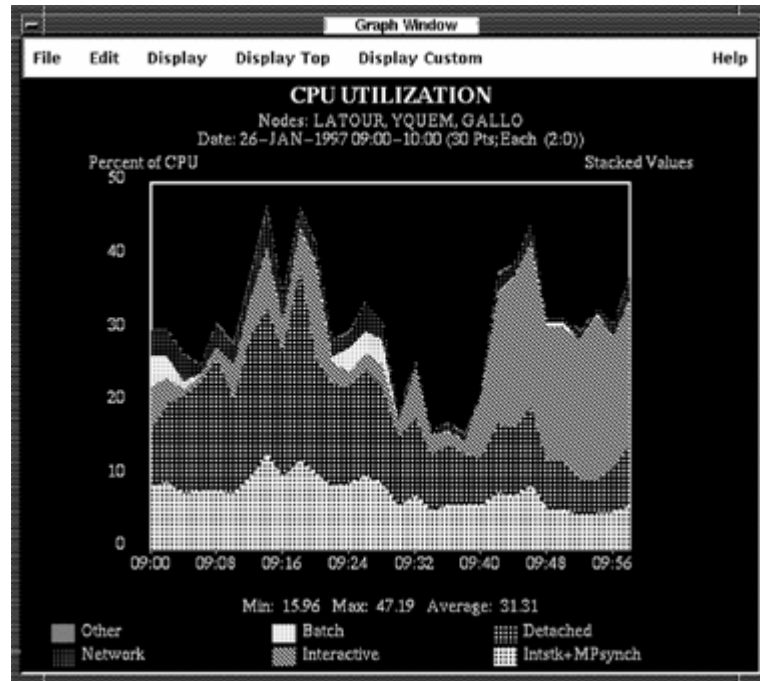 Graph Window
File Edit Display Display Top Display Custom Help
CPU UTILIZATION
Nodes: LATOUR, YQUEM, GALLO
Date: 26-JAN-1997 09:00-10:00 (30 Pts;Each (2:0))
Percent of CPU Stacked Values
50
40
30
20
10
0
09:00 09:08 09:16 09:24 09:32 09:40 09:48 09:56
Min: 15.96 Max: 47.19 Average: 31.31
Other Batch Detached
Network Interactive Intstk+MPsynch